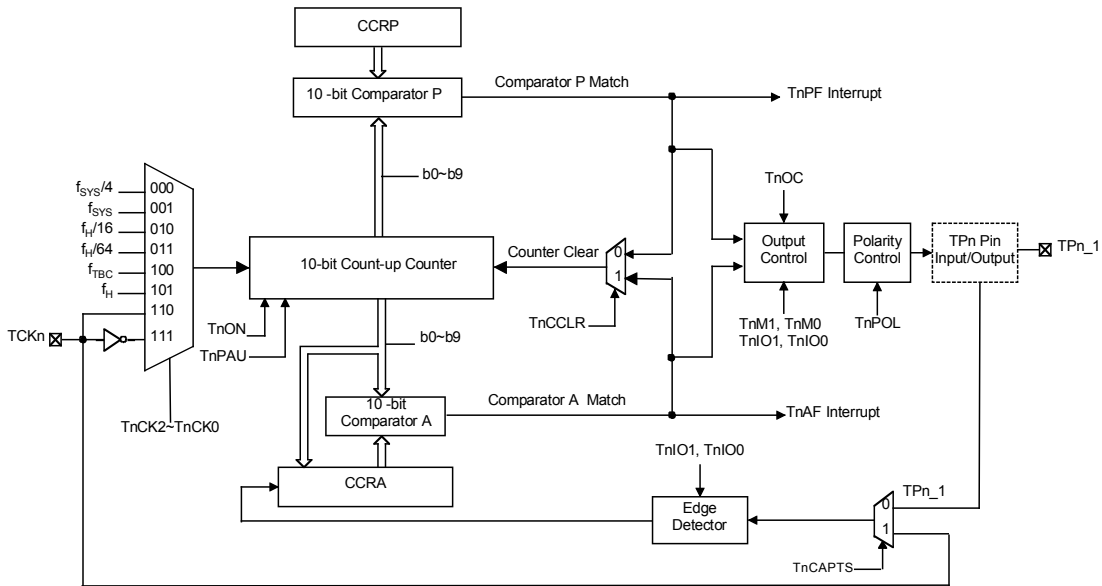 CCRP
10 -bit Comparator P
Comparator P Match
TnPF Interrupt
b0~b9
fSYS/4
000
fSYS
001
fH/16
010
fH/64
011
fTBC
100
fH
101
110
111
TCKn
TnCK2~TnCK0
10-bit Count-up Counter
TnON
TnPAU
Counter Clear
0
1
TnCCLR
TnOC
Output
Control
TnM1, TnM0
TnIO1, TnIO0
Polarity
Control
TnPOL
TPn Pin
Input/Output
TPn_1
b0~b9
10 -bit
Comparator A
Comparator A Match
TnAF Interrupt
CCRA
TnIO1, TnIO0
Edge
Detector
TPn_1
0
1
TnCAPTS